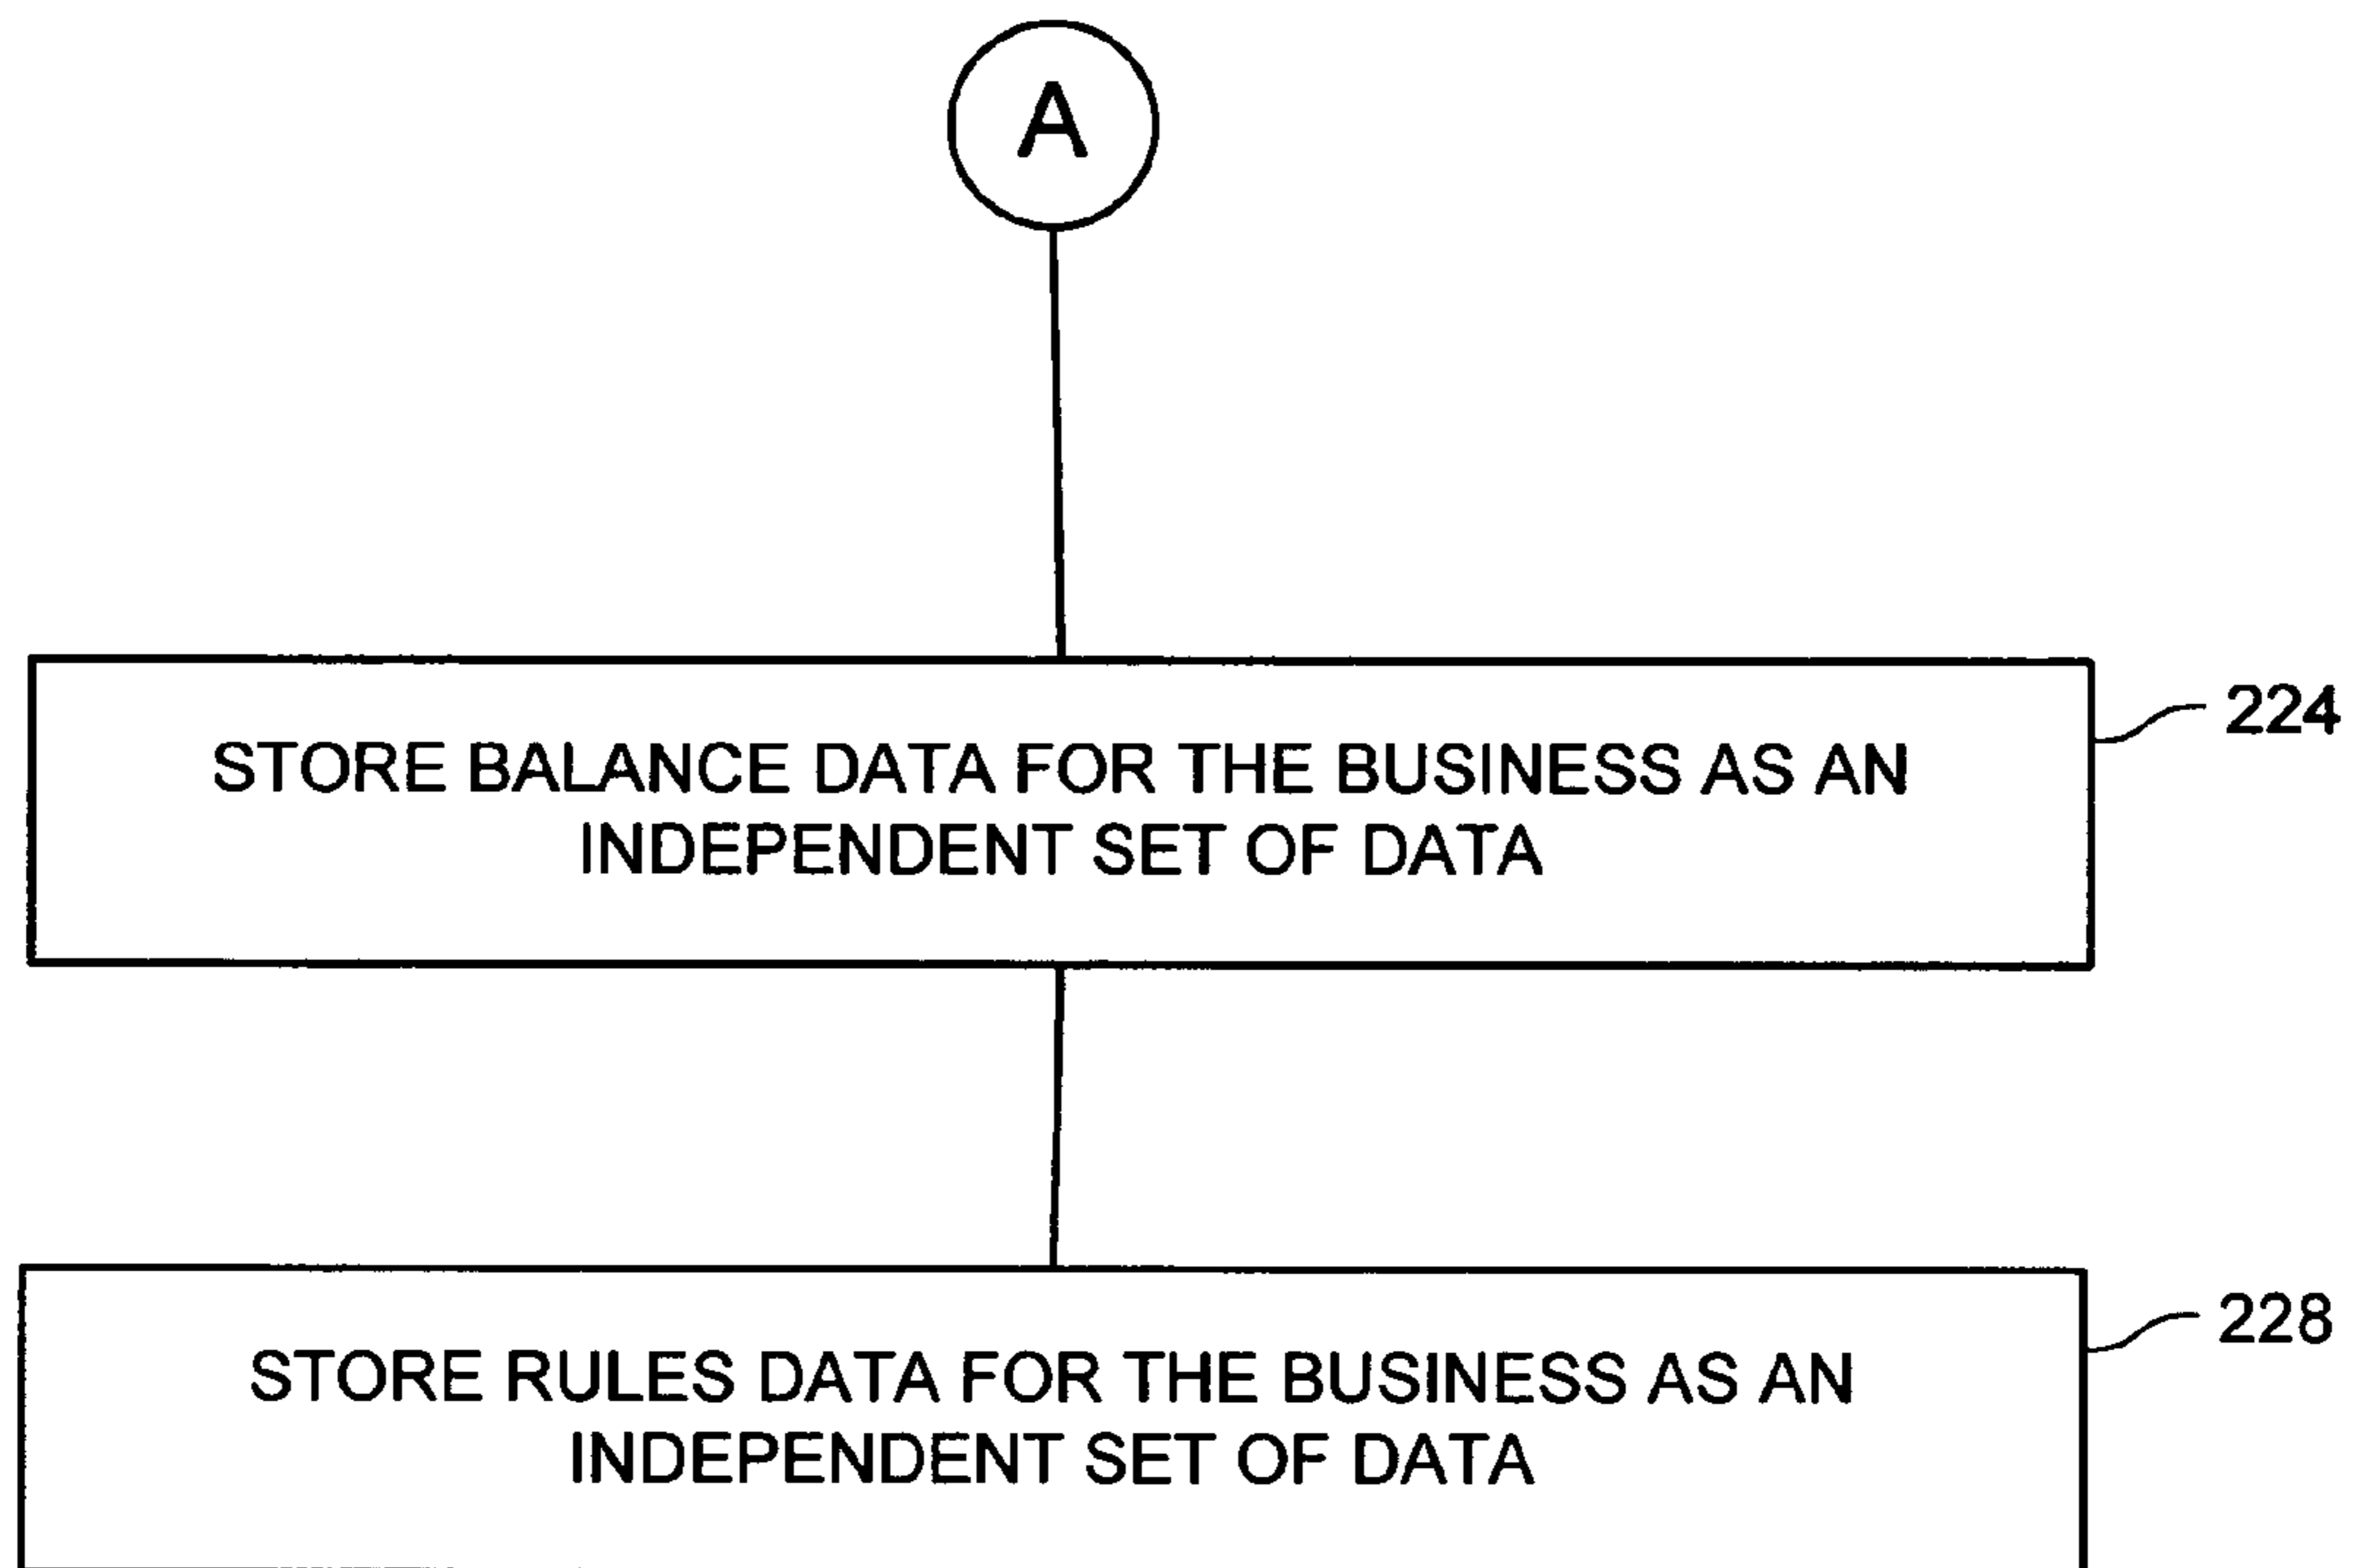 A
224
STORE BALANCE DATA FOR THE BUSINESS AS AN
INDEPENDENT SET OF DATA
228
STORE RULES DATA FOR THE BUSINESS AS AN
INDEPENDENT SET OF DATA